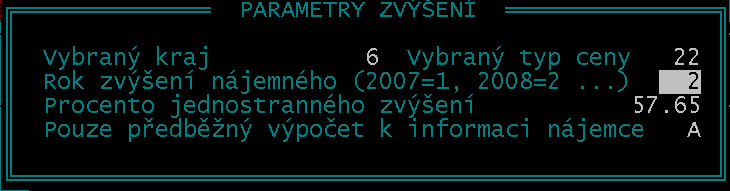 PARAMETRY ZVÝŠENÍ
Vybraný kraj 6 Vybraný typ ceny 22
Rok zvýšení nájemného (2007=1, 2008=2 ...) 2
Procento jednostranného zvýšení 57.65
Pouze předběžný výpočet k informaci nájemce A